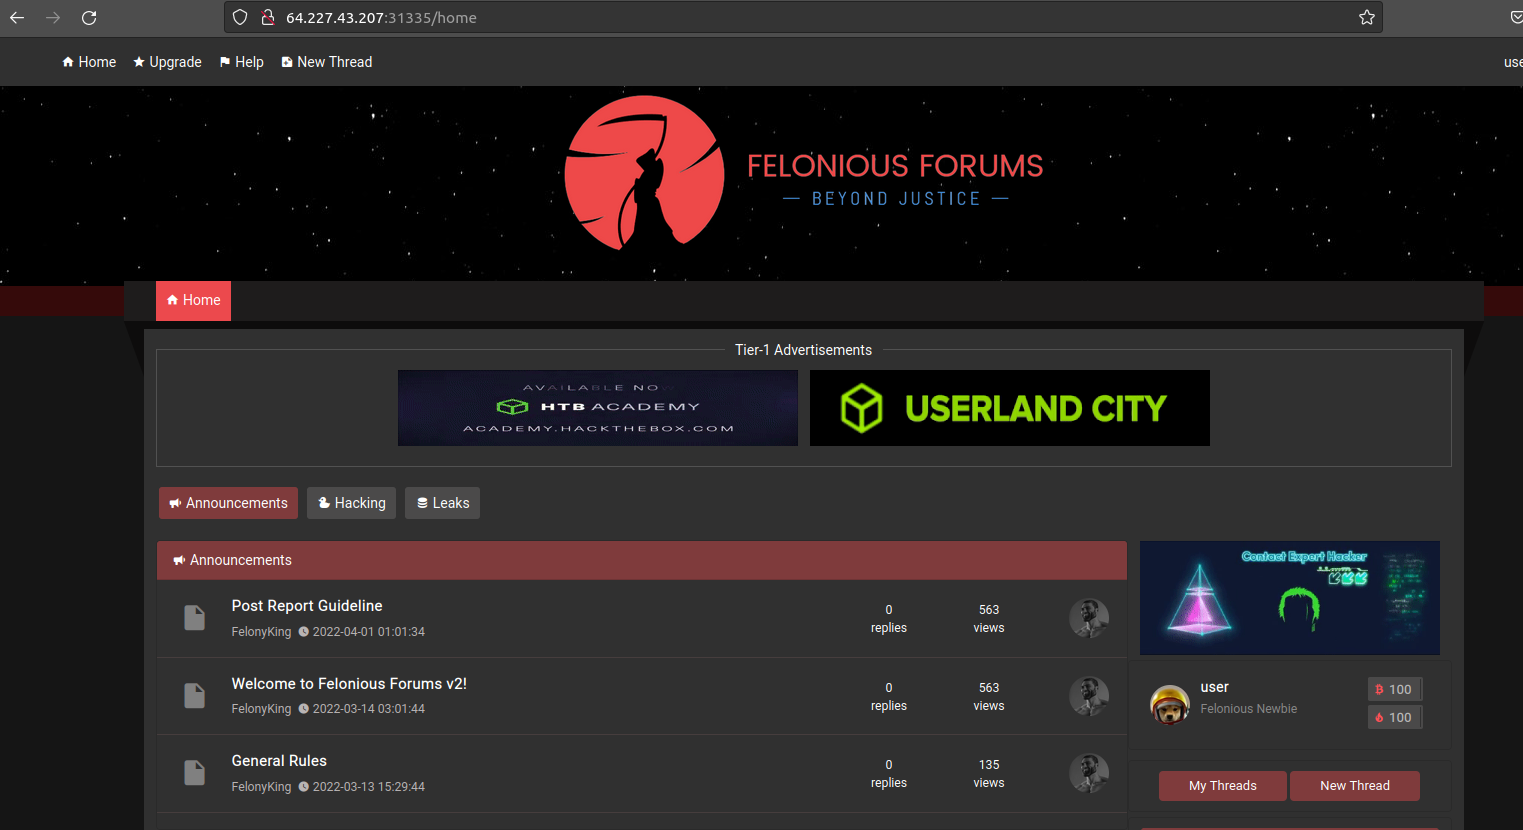 64.227.43.207:31335/home
Home Upgrade Help New Thread
use
FELONIOUS FORUMS
— BEYOND JUSTICE —
Home
Tier-1 Advertisements
AVAILABLE NOW
HTB ACADEMY
ACADEMY.HACKTHEBOX.COM
USERLAND CITY
Announcements Hacking Leaks
Announcements
Contact Expert Hacker
Post Report Guideline
FelonyKing 2022-04-01 01:01:34
0
replies
563
views
Welcome to Felonious Forums v2!
FelonyKing 2022-03-14 03:01:44
0
replies
563
views
General Rules
FelonyKing 2022-03-13 15:29:44
0
replies
135
views
user
Felonious Newbie
100
100
My Threads New Thread